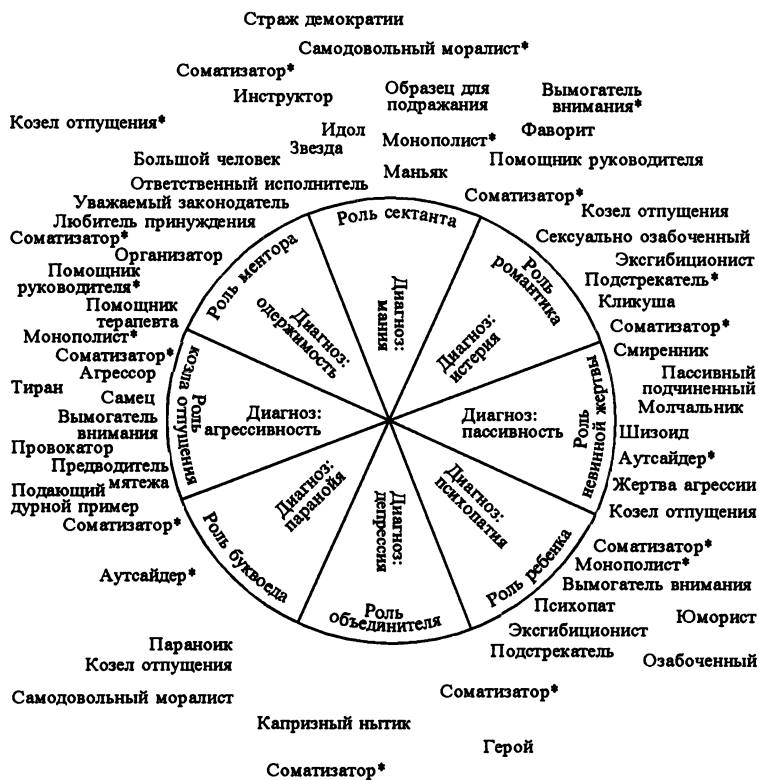 Страж демократии
Самодовольный моралист*
Соматизатор*
Инструктор
Образец для
подражания
Вымогатель
внимания*
Козел отпущения*
Идол
Звезда
Монополист*
Фаворит
Большой человек
Маньяк
Помощник руководителя
Ответственный исполнитель
Уважаемый законодатель
Соматизатор*
Любитель принуждения
Козел отпущения
Соматизатор*
Организатор
Сексуально озабоченный
Помощник
руководителя*
Эксгибиционист
Подстрекатель*
Помощник
терапевта
Кликуша
Монополист*
Соматизатор*
Соматизатор*
Смиренник
Агрессор
Пассивный
подчиненный
Тиран
Самец
Молчальник
Вымогатель
внимания
Шизоид
Провокатор
Аутсайдер*
Предводитель
мятежа
Жертва агрессии
Подающий
дурной пример
Козел отпущения
Соматизатор*
Соматизатор*
Монополист*
Аутсайдер*
Вымогатель внимания
Психопат
Юморист
Эксгибиционист
Подстрекатель
Озабоченный
Параноик
Козел отпущения
Самодовольный моралист
Соматизатор*
Капризный нытик
Герой
Соматизатор*
Роль сектанта
Диагноз:
мания
Роль
романтика
Диагноз:
истерия
Роль
невинной жертвы
Диагноз:
пассивность
Роль ребенка
Диагноз:
психопатия
Роль
объединителя
Диагноз:
депрессия
Роль буквоеда
Диагноз:
паранойя
Роль
козла отпущения
Диагноз:
агрессивность
Роль ментора
Диагноз:
одержимость